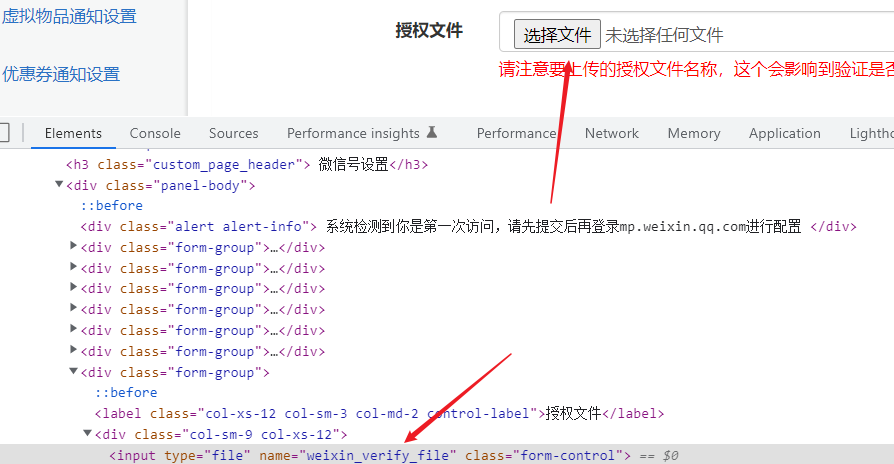 虚拟物品通知设置
授权文件
选择文件 未选择任何文件
优惠券通知设置
请注意要上传的授权文件名称，这个会影响到验证是否
Elements Console Sources Performance insights Performance Network Memory Application Lightho
<h3 class="custom_page_header"> 微信号设置</h3>
▼<div class="panel-body">
::before
<div class="alert alert-info"> 系统检测到你是第一次访问，请先提交后再登录mp.weixin.qq.com进行配置 </div>
▶<div class="form-group">…</div>
▶<div class="form-group">…</div>
▶<div class="form-group">…</div>
▶<div class="form-group">…</div>
▶<div class="form-group">…</div>
▶<div class="form-group">…</div>
▼<div class="form-group">
::before
<label class="col-xs-12 col-sm-3 col-md-2 control-label">授权文件</label>
▼<div class="col-sm-9 col-xs-12">
<input type="file" name="weixin_verify_file" class="form-control"> == $0